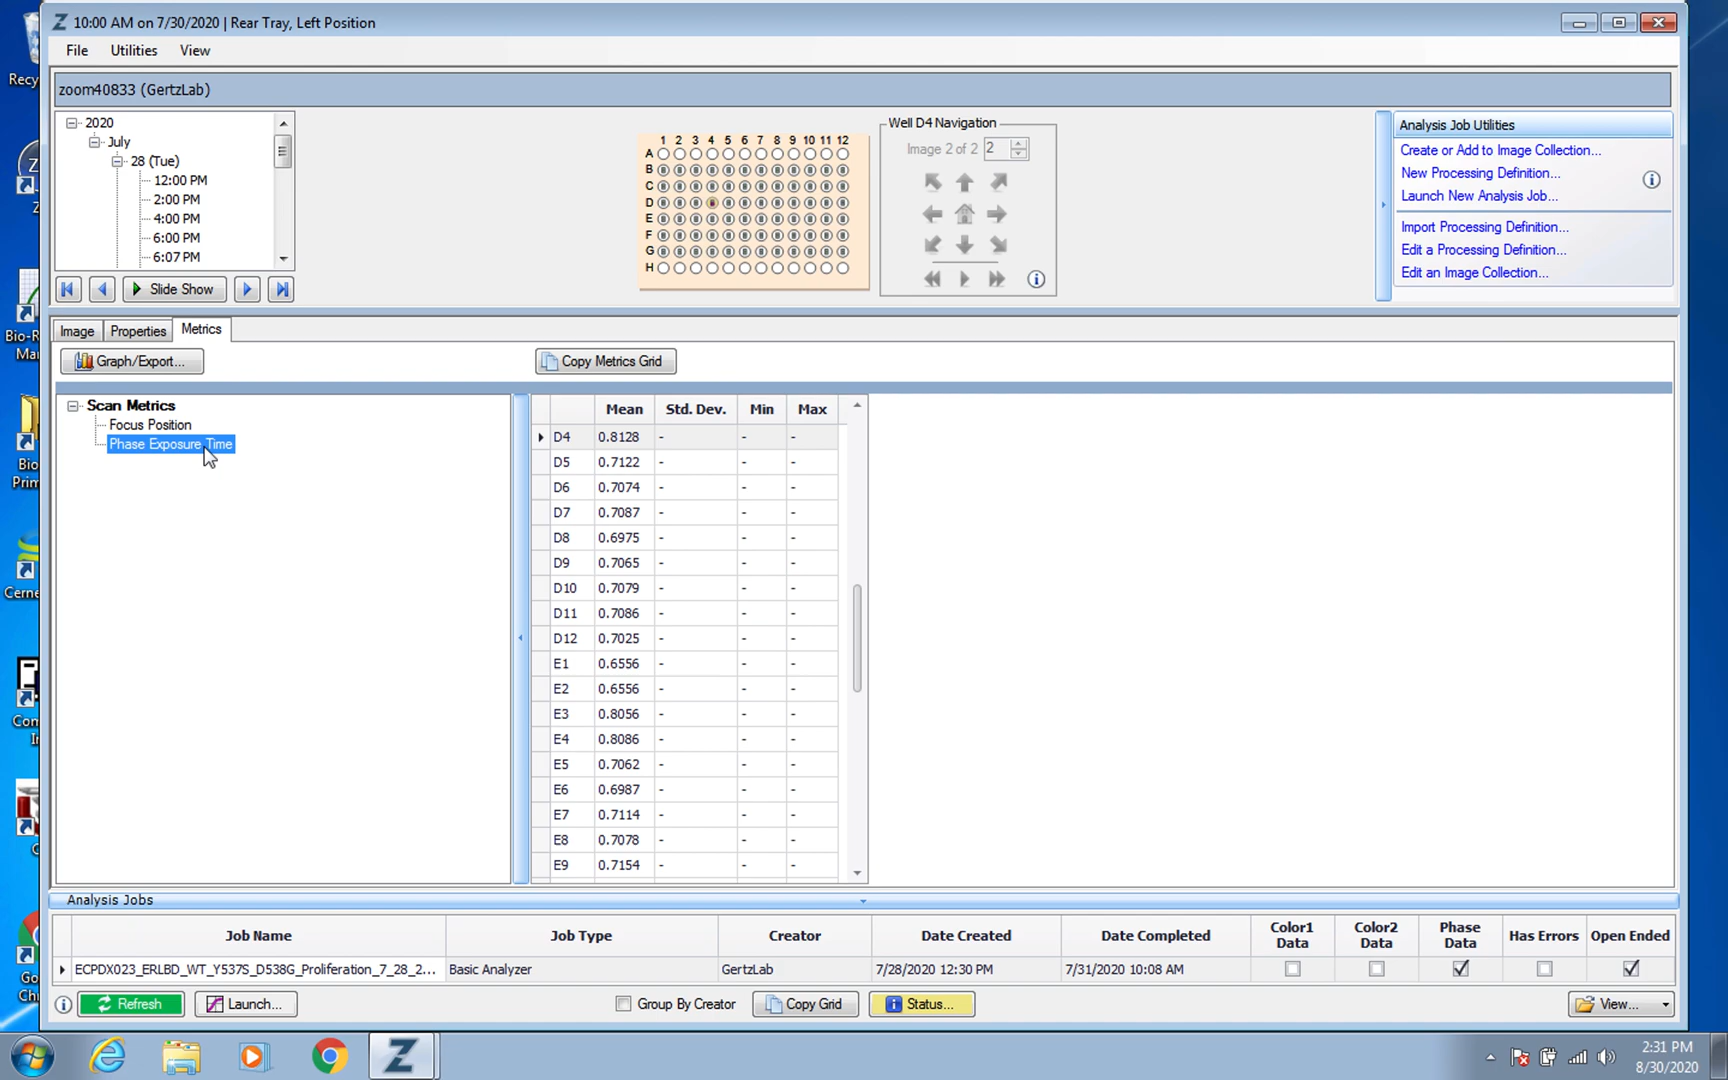 10:00 AM on 7/30/2020 | Rear Tray, Left Position
File Utilities View
zoom40833 (GertzLab)
2020
July
28 (Tue)
12:00 PM
2:00 PM
4:00 PM
6:00 PM
6:07 PM
Slide Show
1 2 3 4 5 6 7 8 9 10 11 12
A
B
C
D
E
F
G
H
Well D4 Navigation
Image 2 of 2 2
Analysis Job Utilities
Create or Add to Image Collection...
New Processing Definition...
Launch New Analysis Job...
Import Processing Definition...
Edit a Processing Definition...
Edit an Image Collection...
Image Properties Metrics
Graph/Export...
Copy Metrics Grid
Scan Metrics
Focus Position
Phase Exposure Time
Mean Std. Dev. Min Max
D4 0.8128 - - -
D5 0.7122 - - -
D6 0.7074 - - -
D7 0.7087 - - -
D8 0.6975 - - -
D9 0.7065 - - -
D10 0.7079 - - -
D11 0.7086 - - -
D12 0.7025 - - -
E1 0.6556 - - -
E2 0.6556 - - -
E3 0.8056 - - -
E4 0.8086 - - -
E5 0.7062 - - -
E6 0.6987 - - -
E7 0.7114 - - -
E8 0.7078 - - -
E9 0.7154 - - -
Analysis Jobs
Job Name Job Type Creator Date Created Date Completed Color1 Data Color2 Data Phase Data Has Errors Open Ended
ECPDX023_ERLBD_WT_Y537S_D538G_Proliferation_7_28_2... Basic Analyzer GertzLab 7/28/2020 12:30 PM 7/31/2020 10:08 AM
Refresh Launch... Group By Creator Copy Grid Status... View...
Recy
Bio-R
Mar
Bio
Prim
Cerne
Com
In
Go
Chr
2:31 PM
8/30/2020